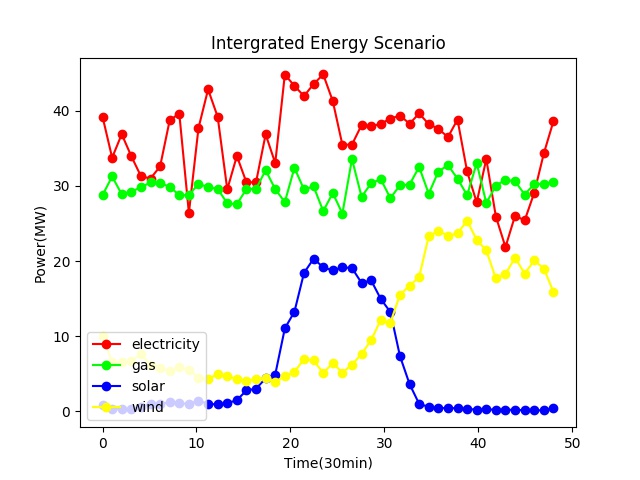 Intergrated Energy Scenario
Power(MW)
40
30
20
10
0
electricity
gas
solar
wind
0 10 20 30 40 50
Time(30min)